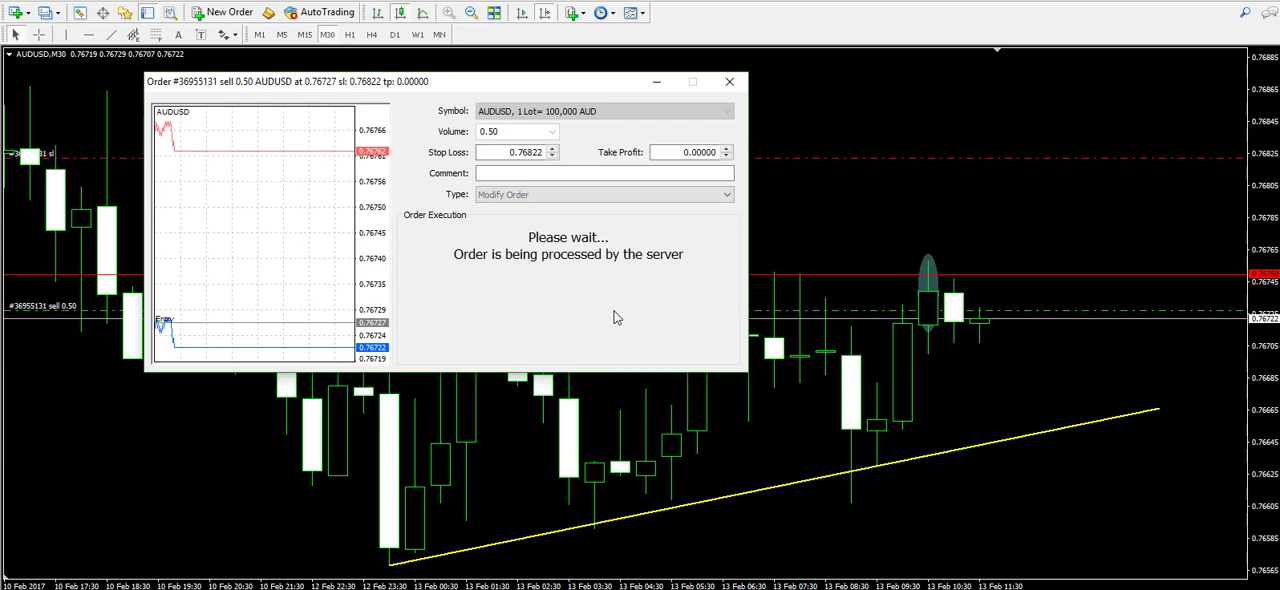 New Order
AutoTrading
A
T
M1 M5 M15 M30 H1 H4 D1 W1 MN
AUDUSD,M30 0.76719 0.76729 0.76707 0.76722
Order #36955131 sell 0.50 AUDUSD at 0.76727 sl: 0.76822 tp: 0.00000
AUDUSD
0.76766
0.76762
0.76761
0.76756
0.76750
0.76745
0.76740
0.76735
0.76729
0.76727
0.76724
0.76722
0.76719
Symbol: AUDUSD, 1 Lot= 100,000 AUD
Volume: 0.50
Stop Loss: 0.76822 Take Profit: 0.00000
Comment:
Type: Modify Order
Order Execution
Please wait...
Order is being processed by the server
#36955131 sell 0.50
0.76885
0.76865
0.76845
0.76825
0.76805
0.76785
0.76765
0.76750
0.76745
0.76722
0.76705
0.76685
0.76665
0.76645
0.76625
0.76605
0.76585
0.76565
10 Feb 2017 10 Feb 17:30 10 Feb 18:30 10 Feb 19:30 10 Feb 20:30 10 Feb 21:30 12 Feb 22:30 12 Feb 23:30 13 Feb 00:30 13 Feb 01:30 13 Feb 02:30 13 Feb 03:30 13 Feb 04:30 13 Feb 05:30 13 Feb 06:30 13 Feb 07:30 13 Feb 08:30 13 Feb 09:30 13 Feb 10:30 13 Feb 11:30